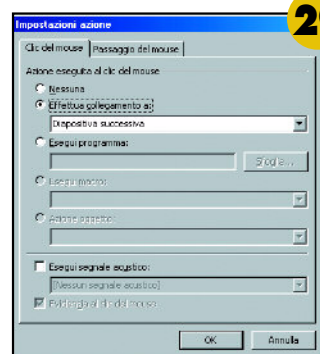 Impostazioni azione
2
Clic del mouse
Passaggio del mouse
Azione eseguita al clic del mouse
Nessuna
Effettua collegamento a:
Diapositiva successiva
Esegui programma:
Sfoglia...
Esegui macro:
Azione oggetto:
Esegui segnale acustico:
[Nessun segnale acustico]
Evidenzia al clic del mouse
OK
Annulla